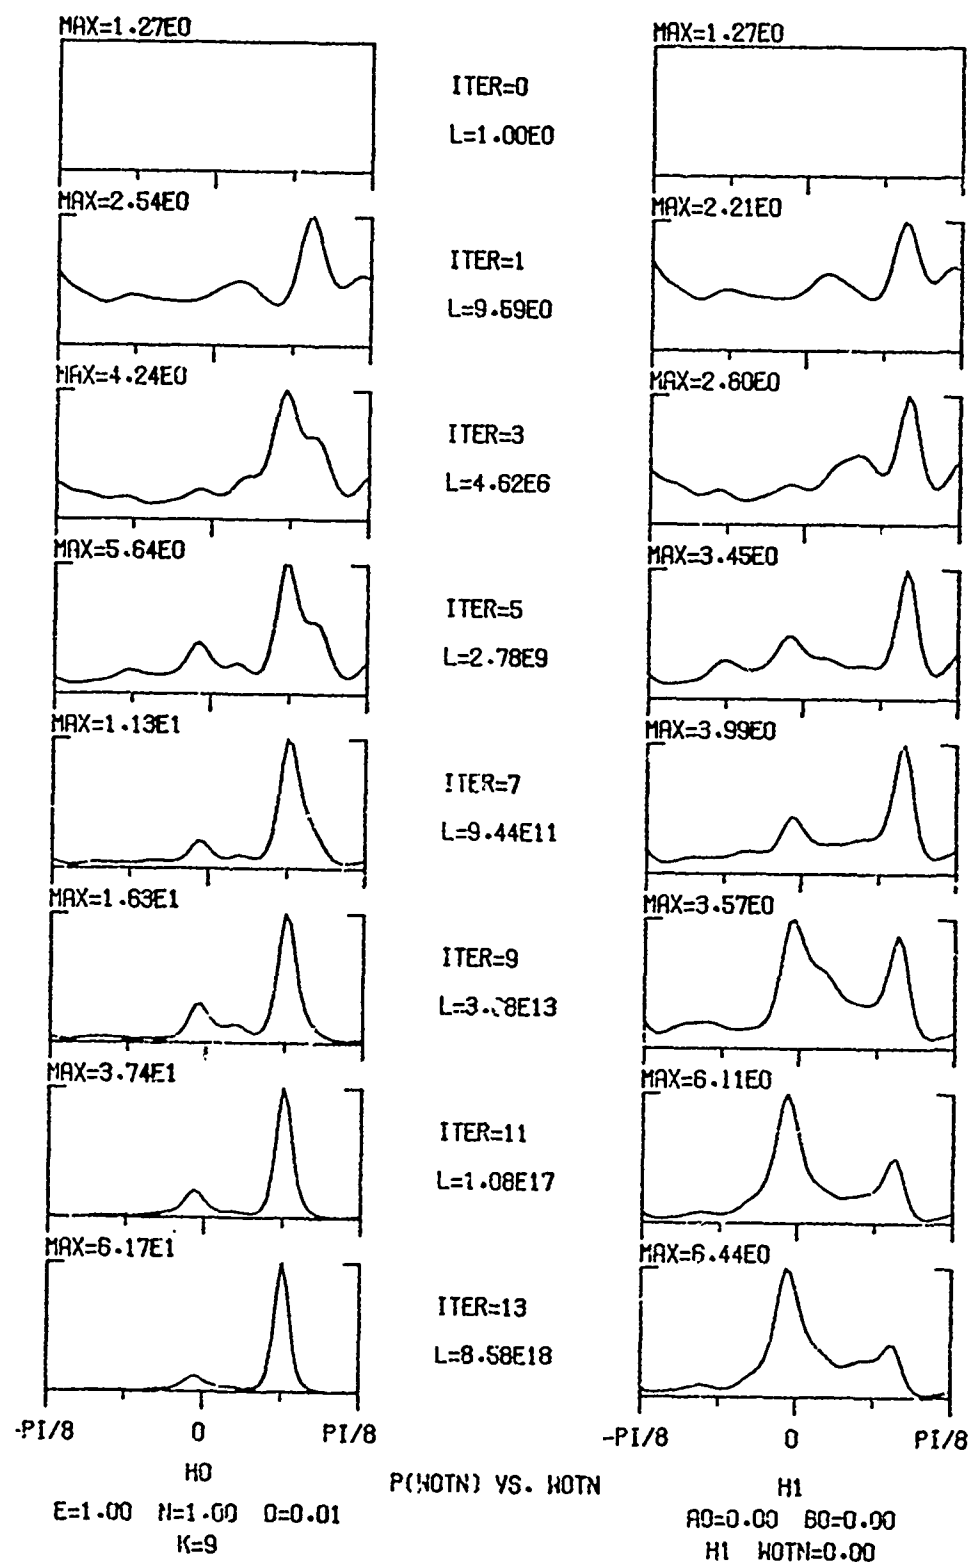 MAX=1.27E0 MAX=1.27E0
ITER=0
L=1.00E0
MAX=2.54E0 MAX=2.21E0
ITER=1
L=9.59E0
MAX=4.24E0 MAX=2.60E0
ITER=3
L=4.62E6
MAX=5.64E0 MAX=3.45E0
ITER=5
L=2.78E9
MAX=1.13E1 MAX=3.99E0
ITER=7
L=9.44E11
MAX=1.63E1 MAX=3.57E0
ITER=9
MAX=3.74E1 MAX=6.11E0
ITER=11
L=1.08E17
MAX=6.17E1 MAX=6.44E0
ITER=13
L=8.58E18
-PI/8 0 PI/8 -PI/8 0 PI/8
H0 P(WOTN) VS. WOTN H1
E=1.00 N=1.00 D=0.01 A0=0.00 B0=0.00
K=9 H1 WOTN=0.00